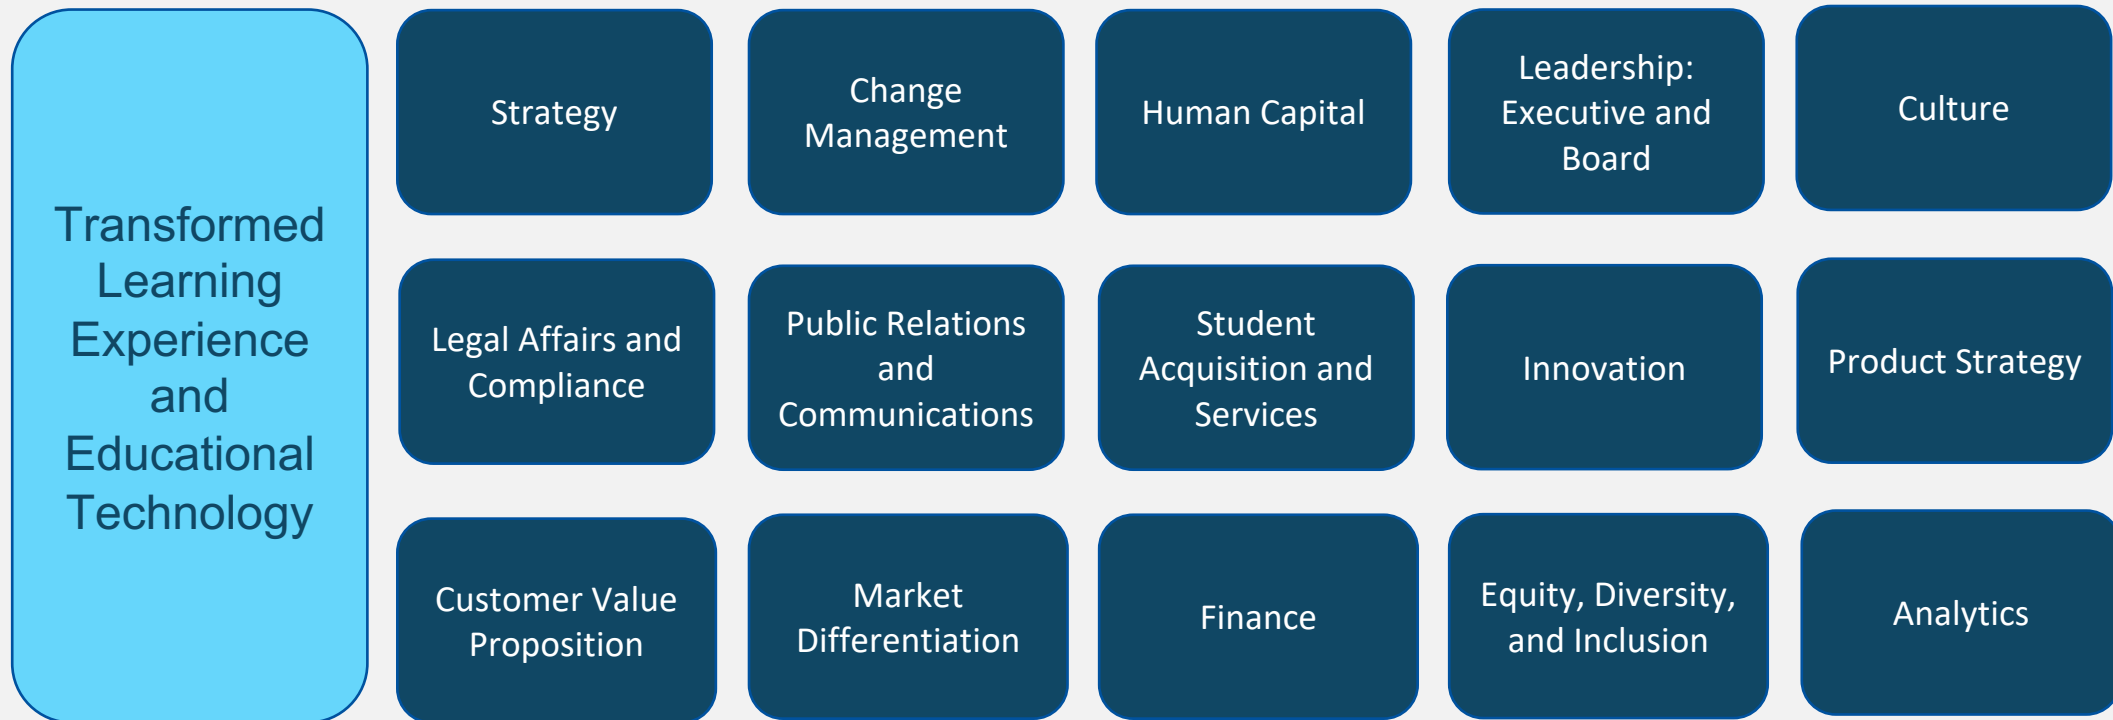 Transformed
Learning
Experience
and
Educational
Technology
Strategy
Change
Management
Human Capital
Leadership:
Executive and
Board
Culture
Legal Affairs and
Compliance
Public Relations
and
Communications
Student
Acquisition and
Services
Innovation
Product Strategy
Customer Value
Proposition
Market
Differentiation
Finance
Equity, Diversity,
and Inclusion
Analytics